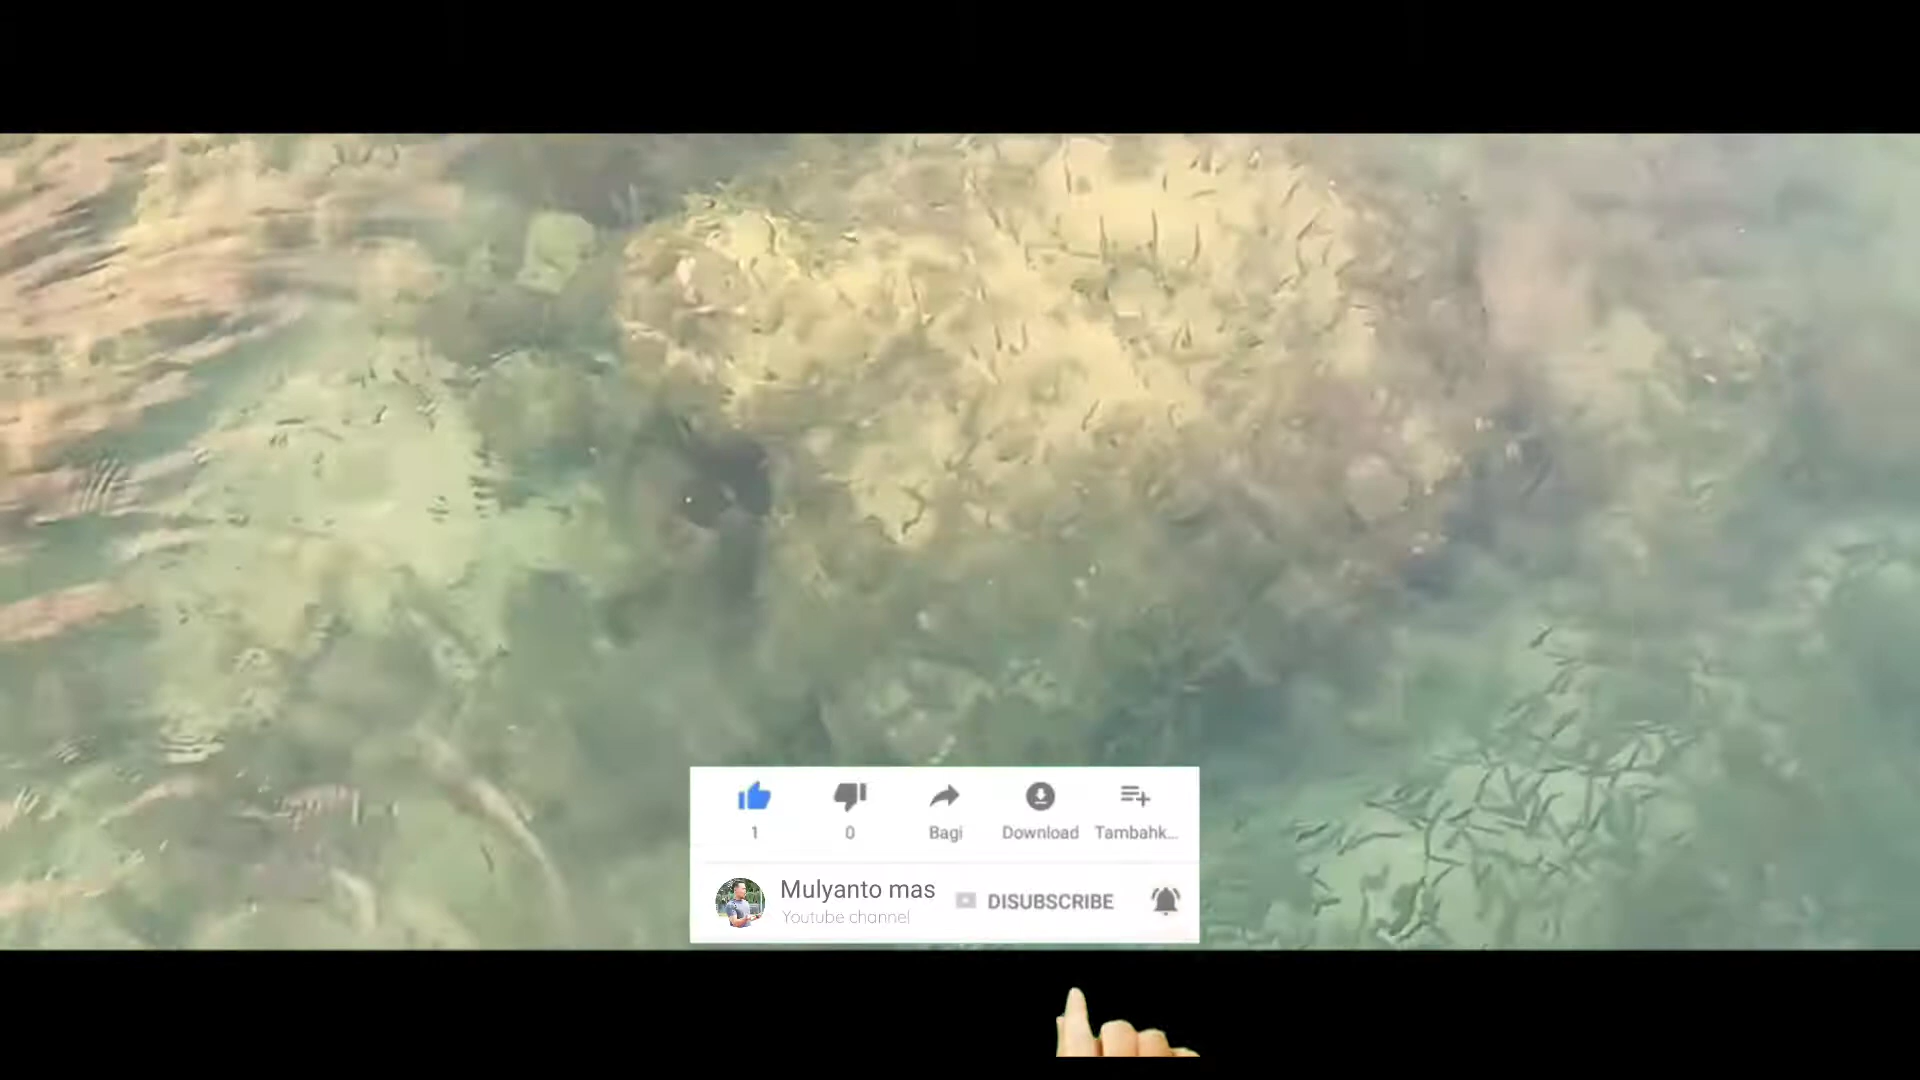 1
0
Bagi
Download
Tambahk...
Mulyanto mas
DISUBSCRIBE
Youtube channel